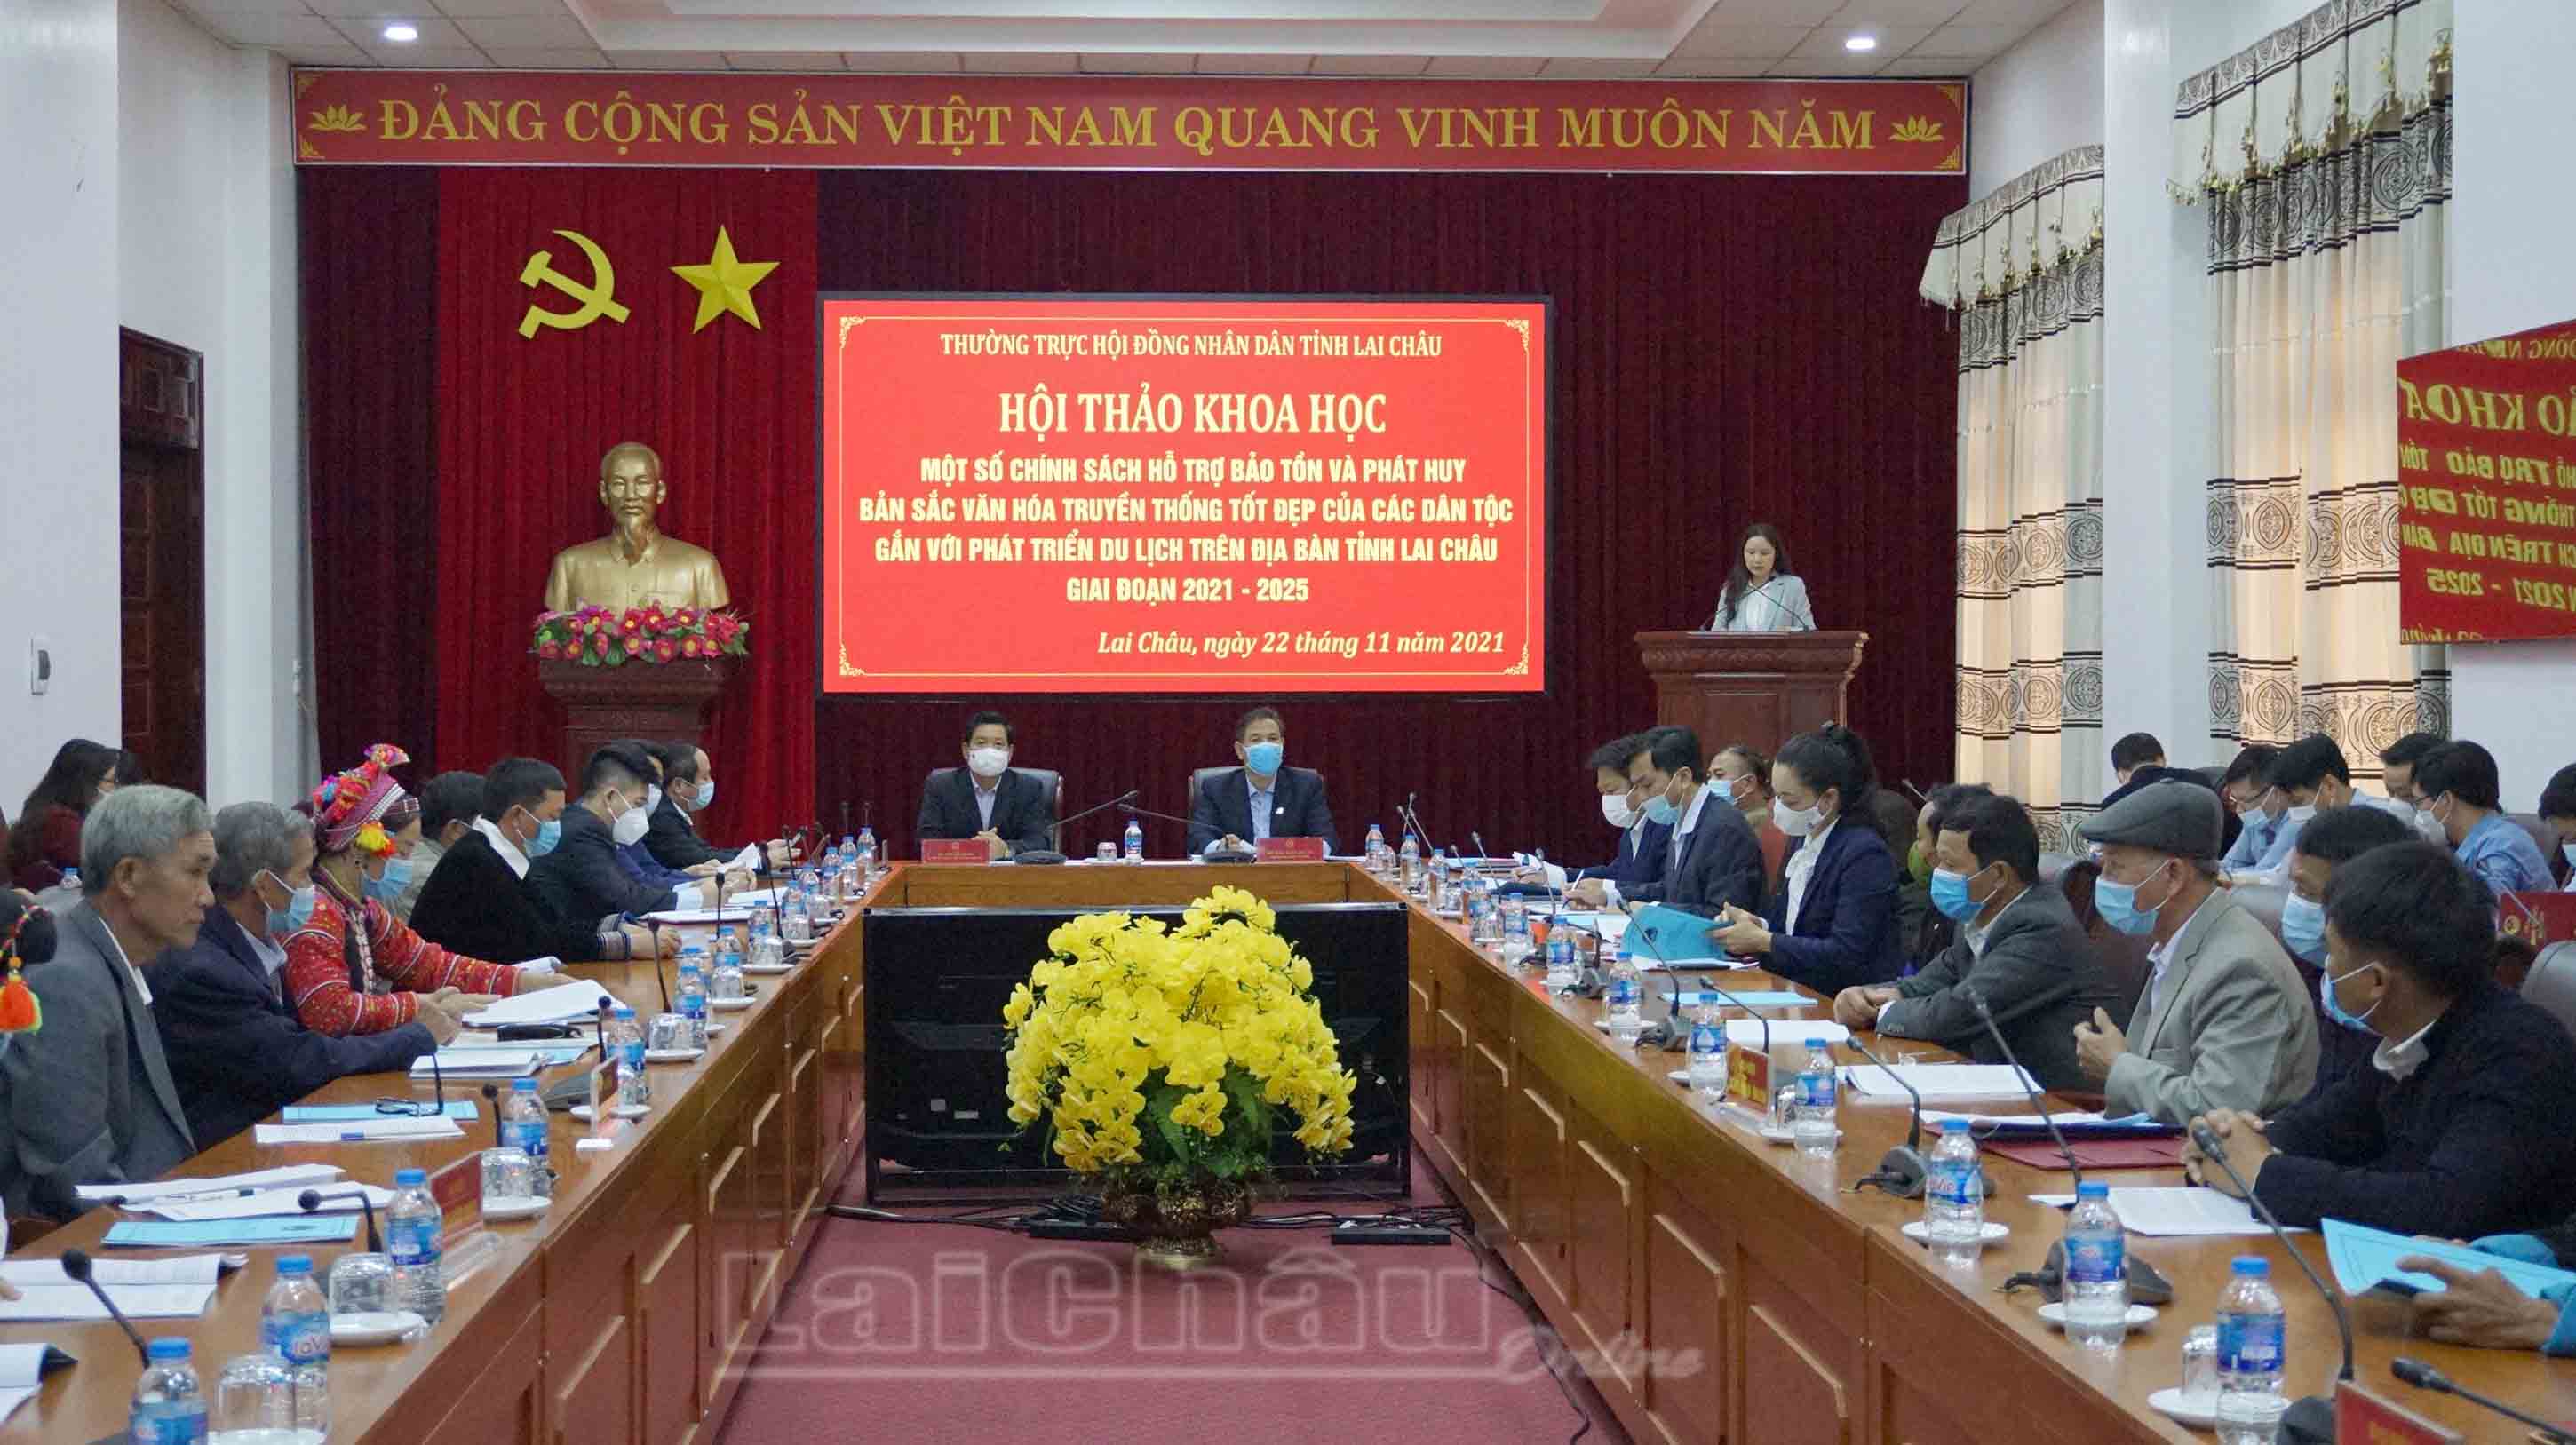 ĐẢNG CỘNG SẢN VIỆT NAM QUANG VINH MUÔN NĂM
THƯỜNG TRỰC HỘI ĐỒNG NHÂN DÂN TỈNH LAI CHÂU
HỘI THẢO KHOA HỌC
MỘT SỐ CHÍNH SÁCH HỖ TRỢ BẢO TỒN VÀ PHÁT HUY
BẢN SẮC VĂN HÓA TRUYỀN THỐNG TỐT ĐẸP CỦA CÁC DÂN TỘC
GẮN VỚI PHÁT TRIỂN DU LỊCH TRÊN ĐỊA BÀN TỈNH LAI CHÂU
GIAI ĐOẠN 2021 - 2025
Lai Châu, ngày 22 tháng 11 năm 2021
LaiChâu
Online